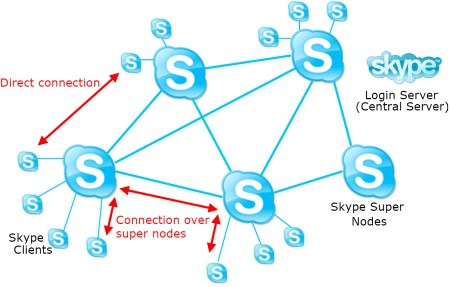 S
S
S
S
S
S
S
skype
Direct connection
Login Server
(Central Server)
S
S
S
S
S
Connection over
super nodes
Skype Super
Nodes
Skype
Clients
S
S
S
S
S